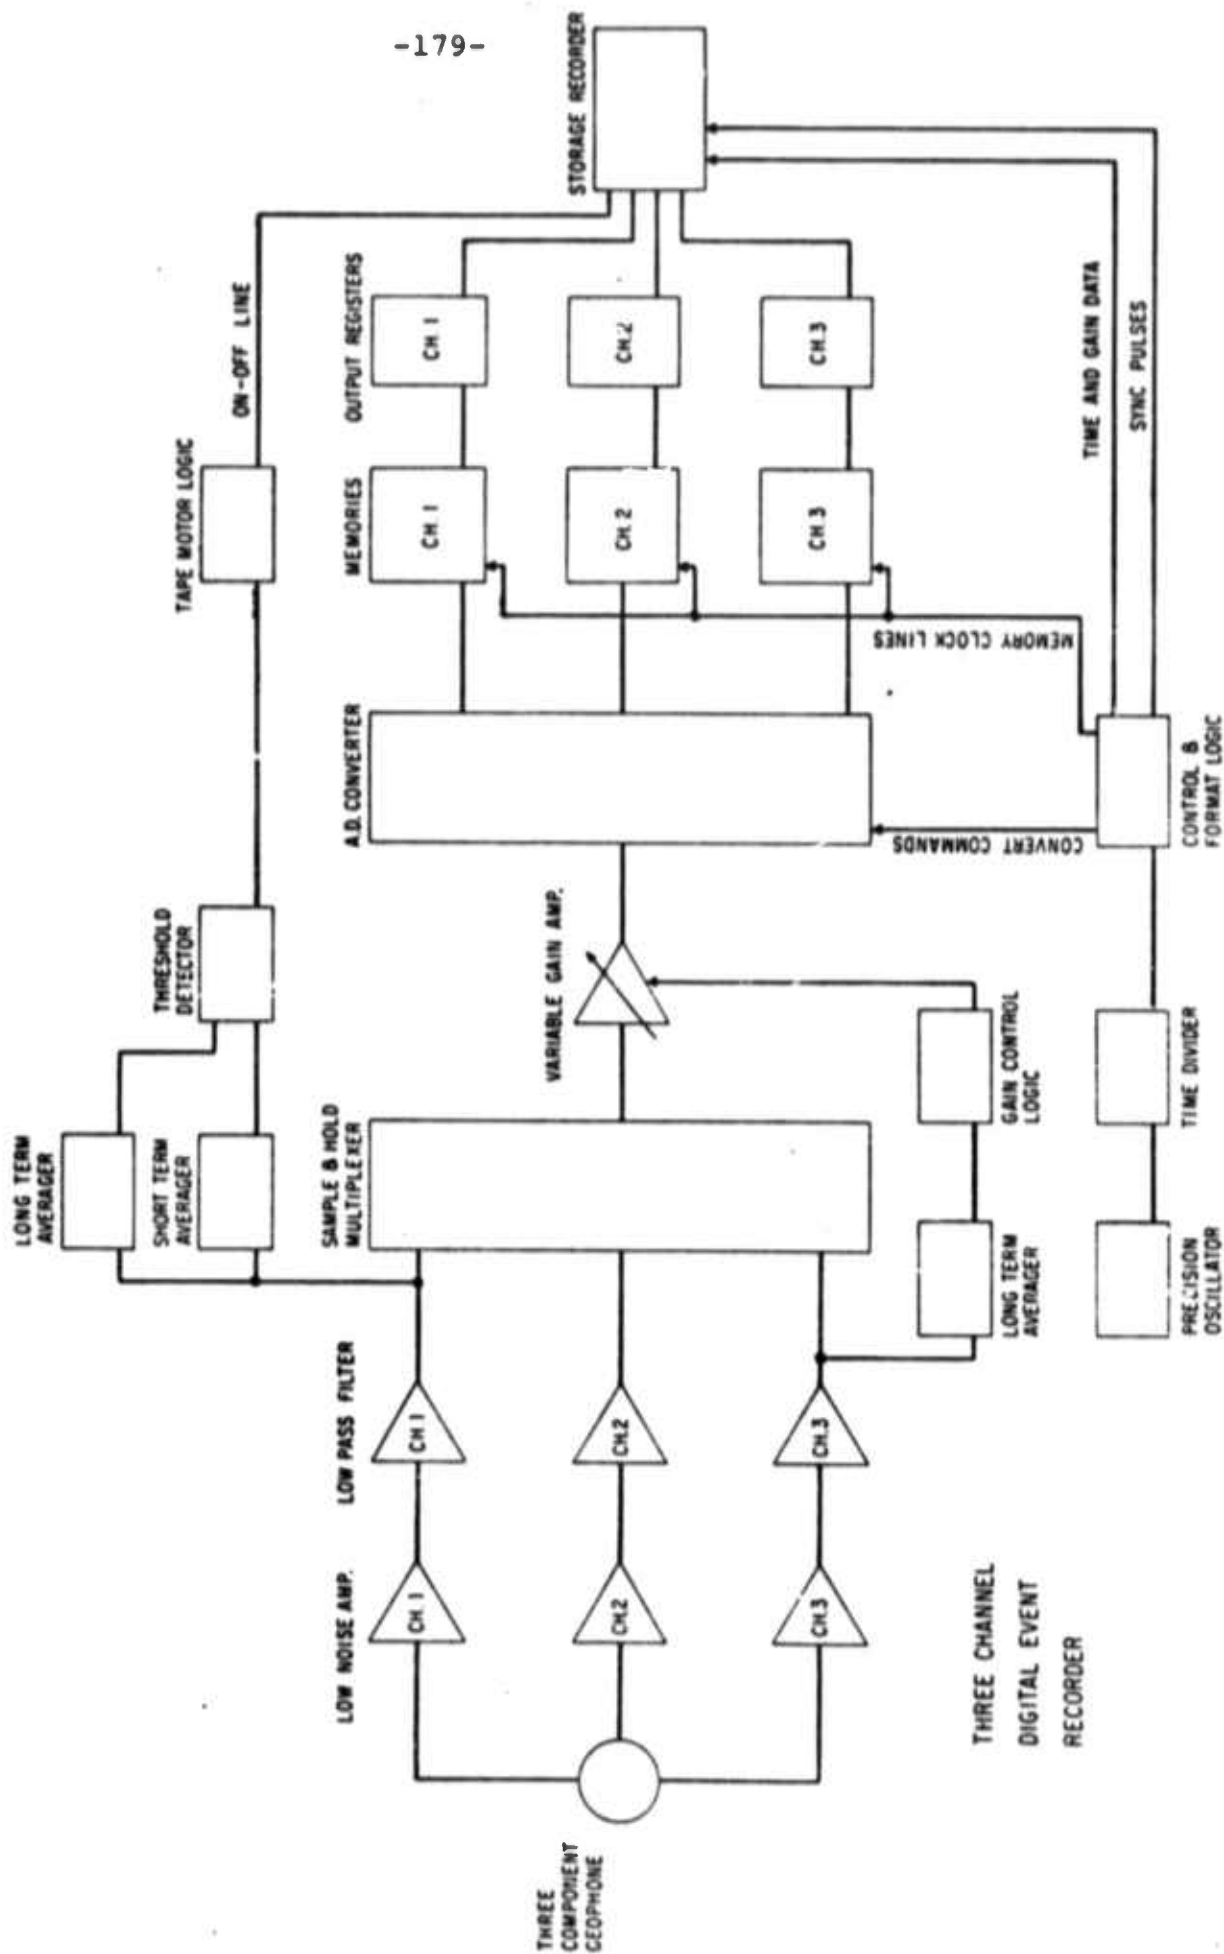 -179-
LONG TERM
AVERAGER
SHORT TERM
AVERAGER
THRESHOLD
DETECTOR
TAPE MOTOR LOGIC
ON-OFF LINE
LOW NOISE AMP.
LOW PASS FILTER
SAMPLE & HOLD
MULTIPLEXER
VARIABLE GAIN AMP.
A.D. CONVERTER
MEMORIES
OUTPUT REGISTERS
STORAGE RECORDER
THREE
COMPONENT
GEOPHONE
CH.1
CH.1
CH.1
CH.1
CH.2
CH.2
CH.2
CH.2
CH.3
CH.3
CH.3
CH.3
LONG TERM
AVERAGER
GAIN CONTROL
LOGIC
CONVERT COMMANDS
MEMORY CLOCK LINES
TIME AND GAIN DATA
SYNC PULSES
PRECISION
OSCILLATOR
TIME DIVIDER
CONTROL &
FORMAT LOGIC
THREE CHANNEL
DIGITAL EVENT
RECORDER